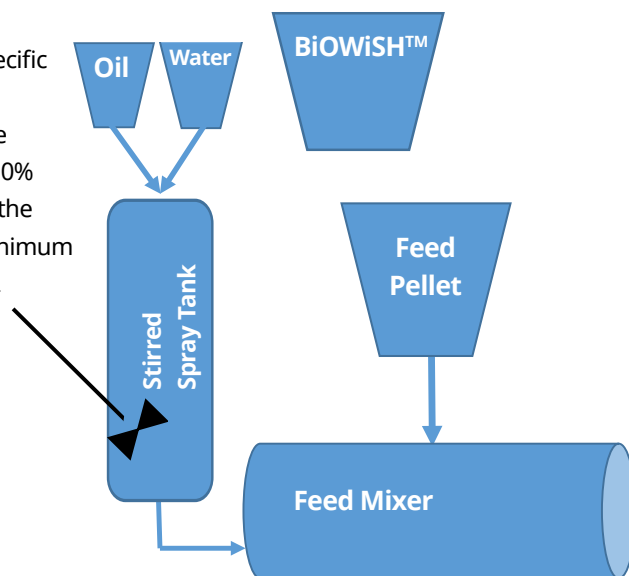 ecific
e
0%
the
nimum
Oil
Water
BiOWiSH™
Stirred
Spray Tank
Feed
Pellet
Feed Mixer